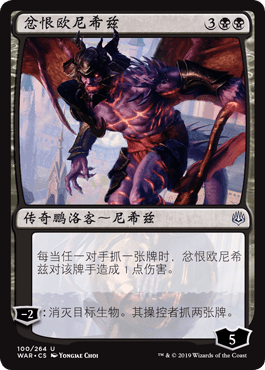 忿恨欧尼希兹 3
传奇鹏洛客～尼希兹
每当任一对手抓一张牌时，忿恨欧尼希
兹对该牌手造成1点伤害。
-2 ：消灭目标生物。其操控者抓两张牌。
5
100/264 U
WAR • CS YONGJAE CHOI
™ & © 2019 Wizards of the Coast